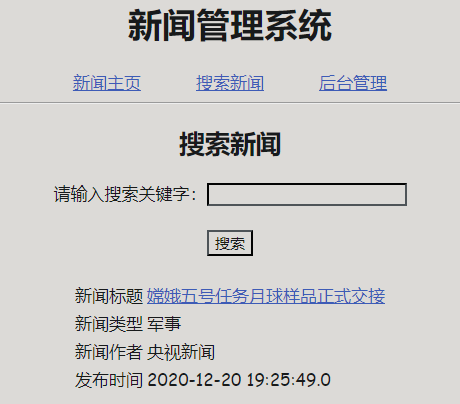 新闻管理系统
新闻主页 搜索新闻 后台管理
搜索新闻
请输入搜索关键字：
搜索
新闻标题 嫦娥五号任务月球样品正式交接
新闻类型 军事
新闻作者 央视新闻
发布时间 2020-12-20 19:25:49.0